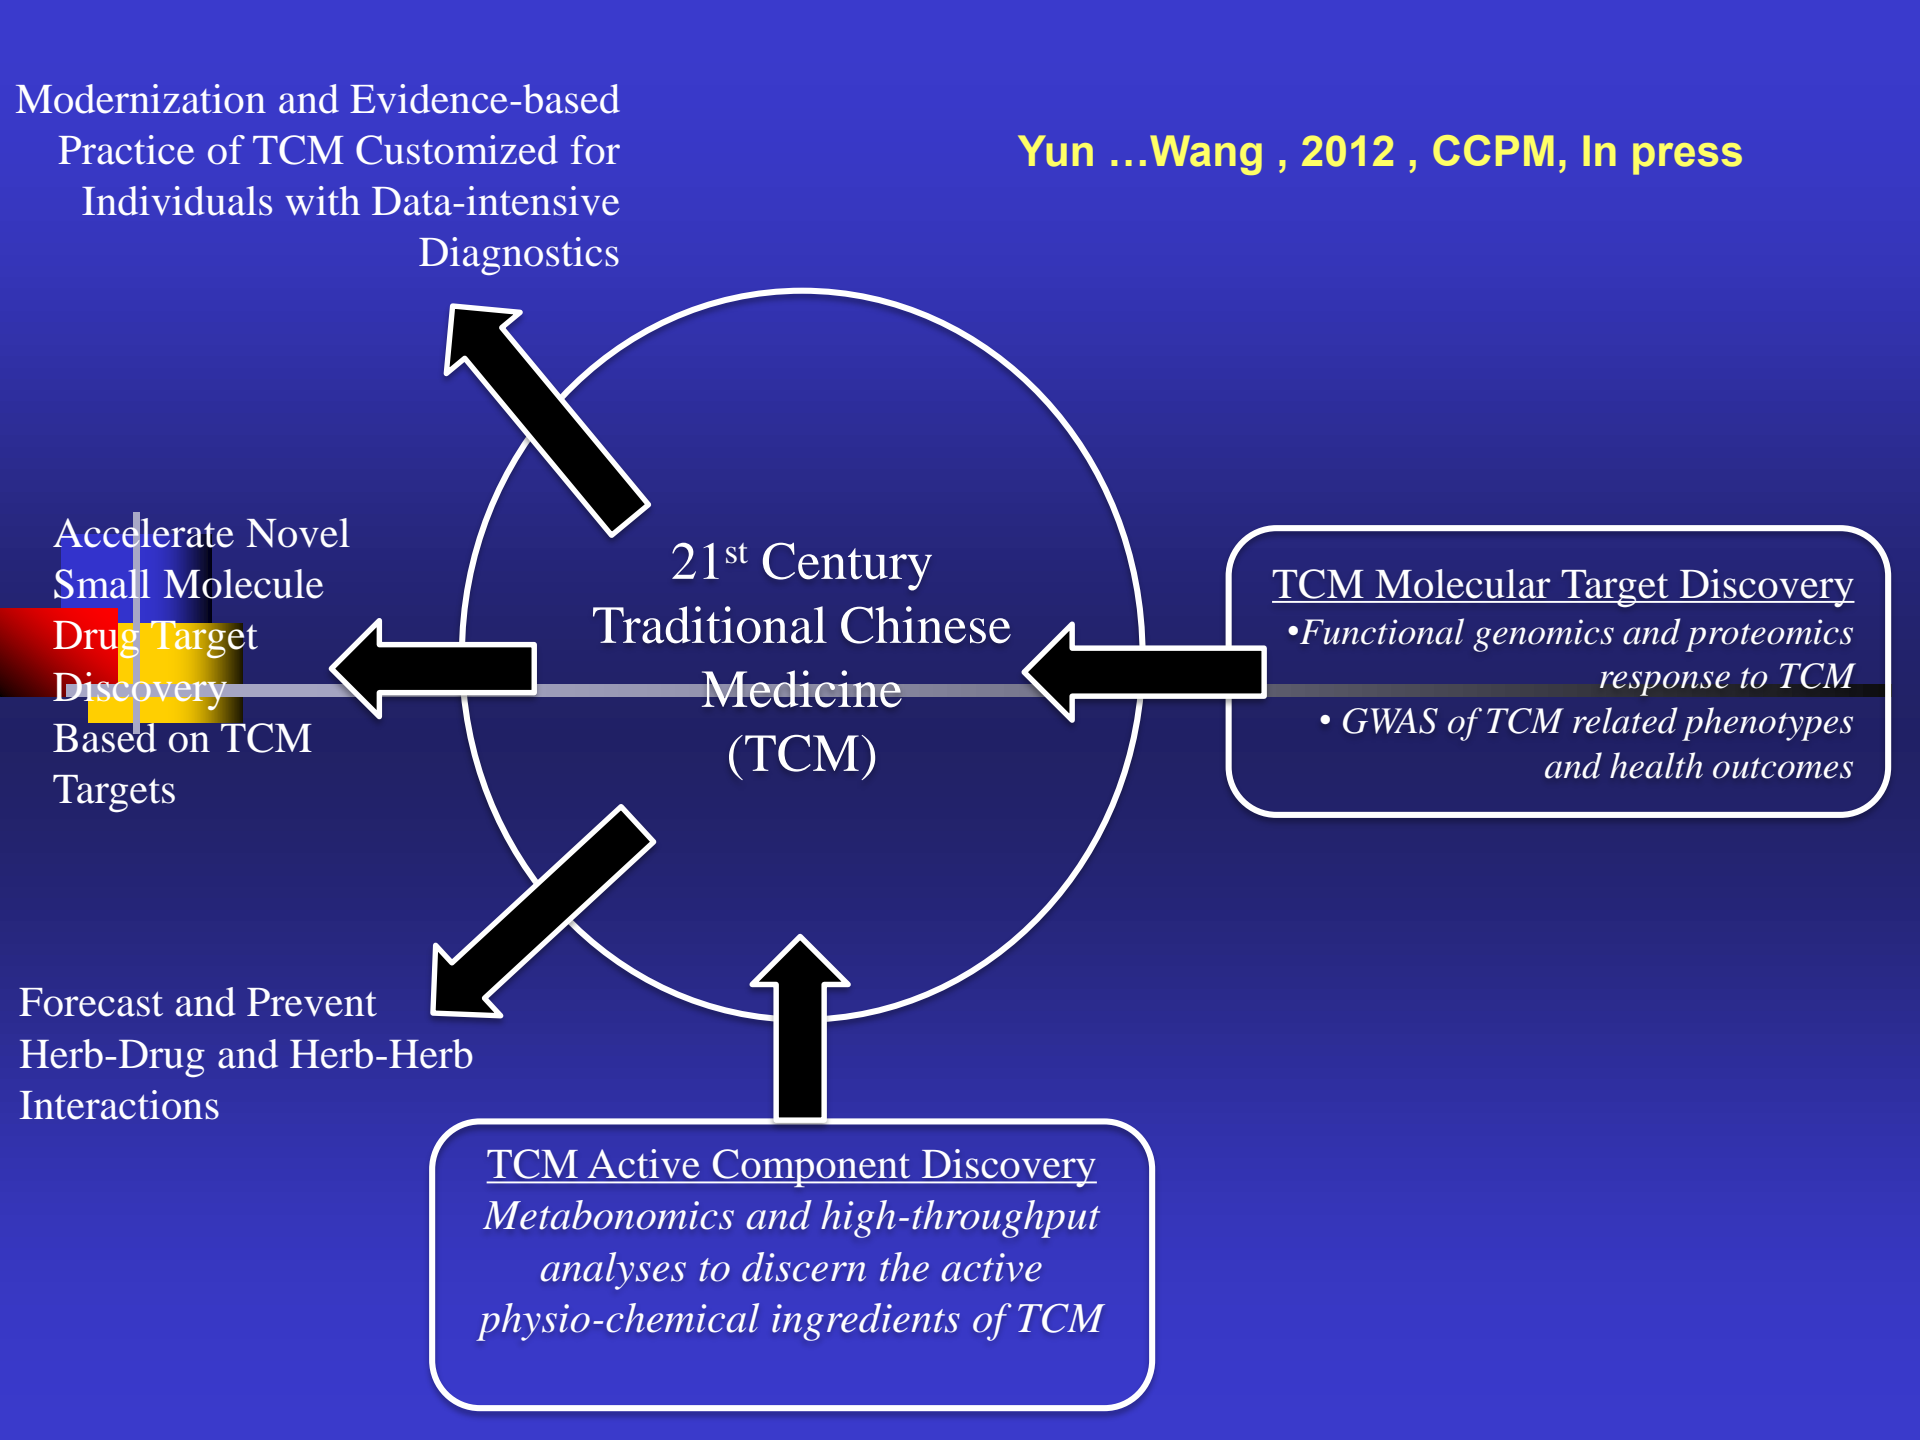 Modernization and Evidence-based
Practice of TCM Customized for
Individuals with Data-intensive
Diagnostics
Yun …Wang , 2012 , CCPM, In press
Accelerate Novel
Small Molecule
Drug Target
Discovery
Based on TCM
Targets
21st Century
Traditional Chinese
Medicine
(TCM)
TCM Molecular Target Discovery
•Functional genomics and proteomics
response to TCM
• GWAS of TCM related phenotypes
and health outcomes
Forecast and Prevent
Herb-Drug and Herb-Herb
Interactions
TCM Active Component Discovery
Metabonomics and high-throughput
analyses to discern the active
physio-chemical ingredients of TCM